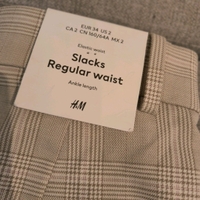 EUR 34 US 2
CA 2 CN 160/64A MX 2
Elastic waist
Slacks
Regular waist
Ankle length
H&M